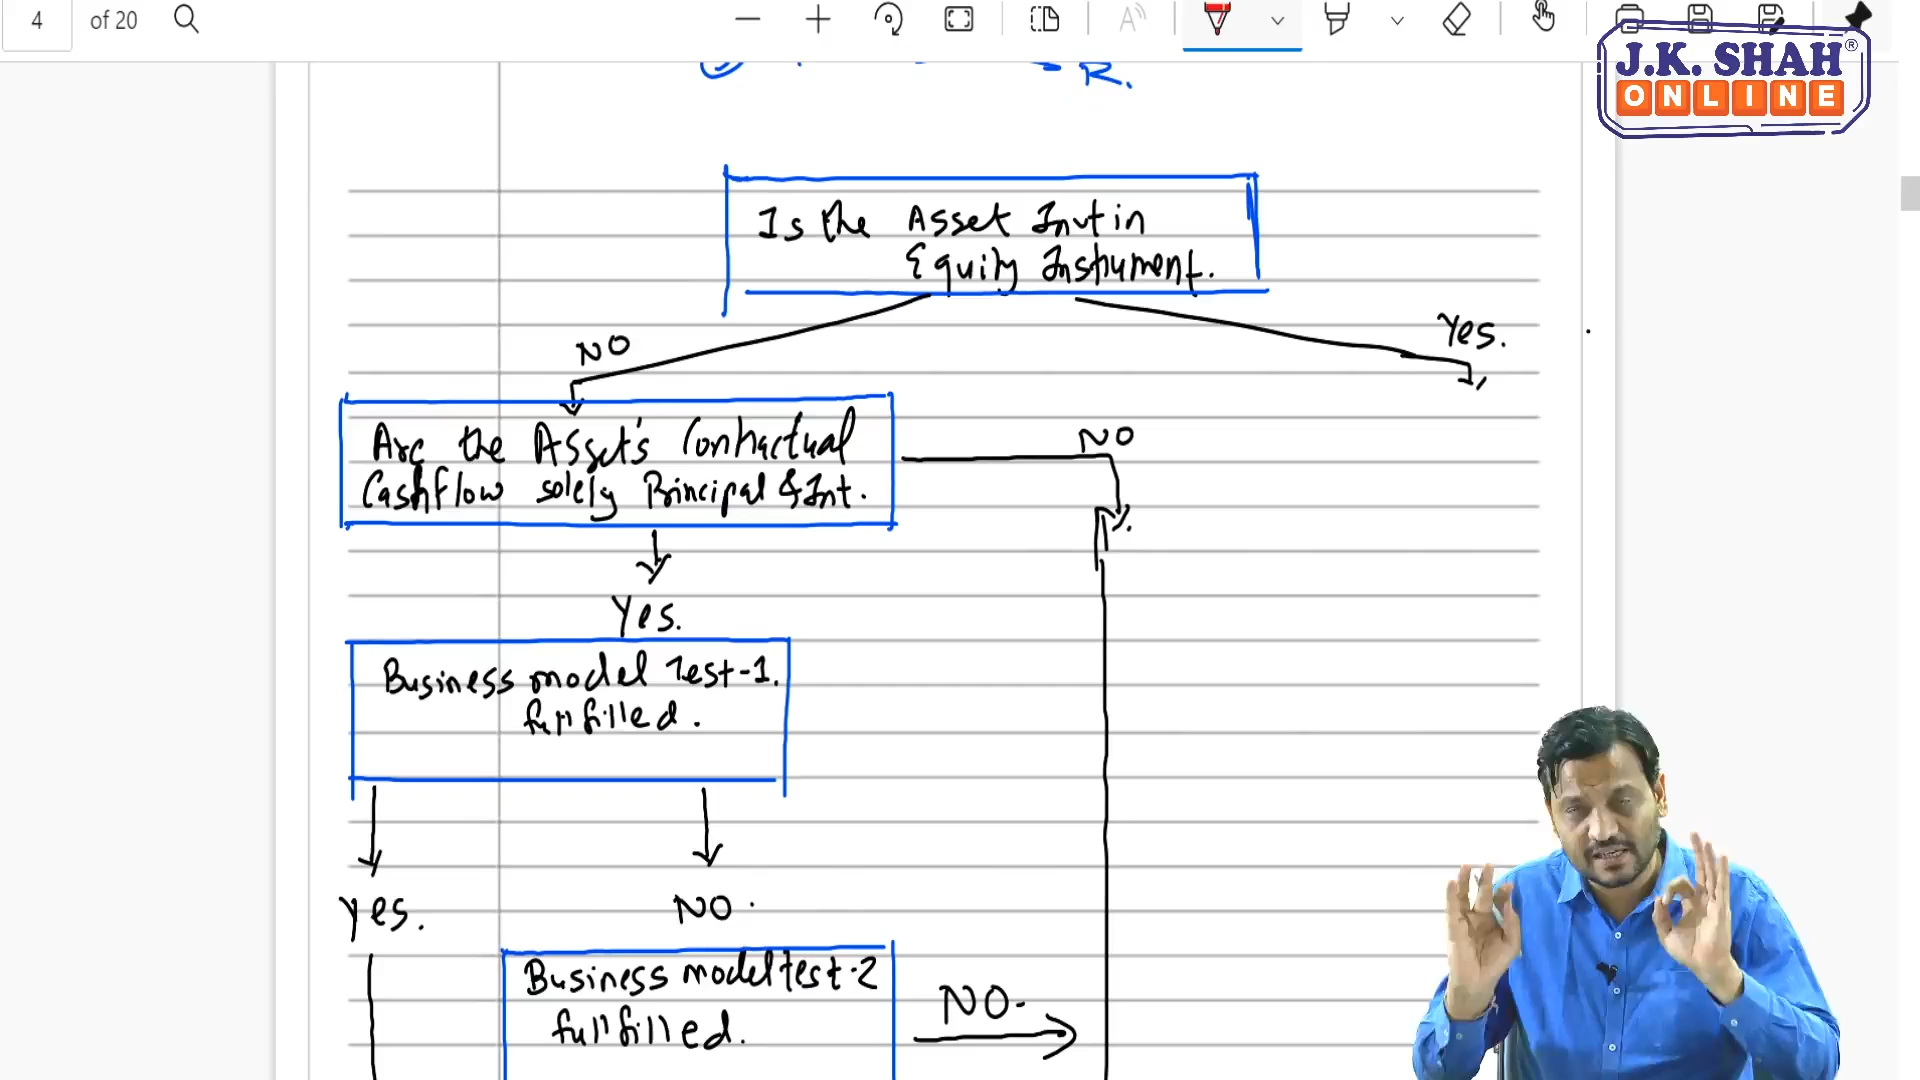 4 of 20
J.K. SHAH®
ONLINE
R.
Is the Asset Invt in
Equity Instrument.
NO
Yes.
Are the Asset's Contractual
Cashflow solely Principal & Int.
NO
Yes.
Business model Test-1.
fullfilled.
Yes.
NO.
Business model test-2
fullfilled.
NO.